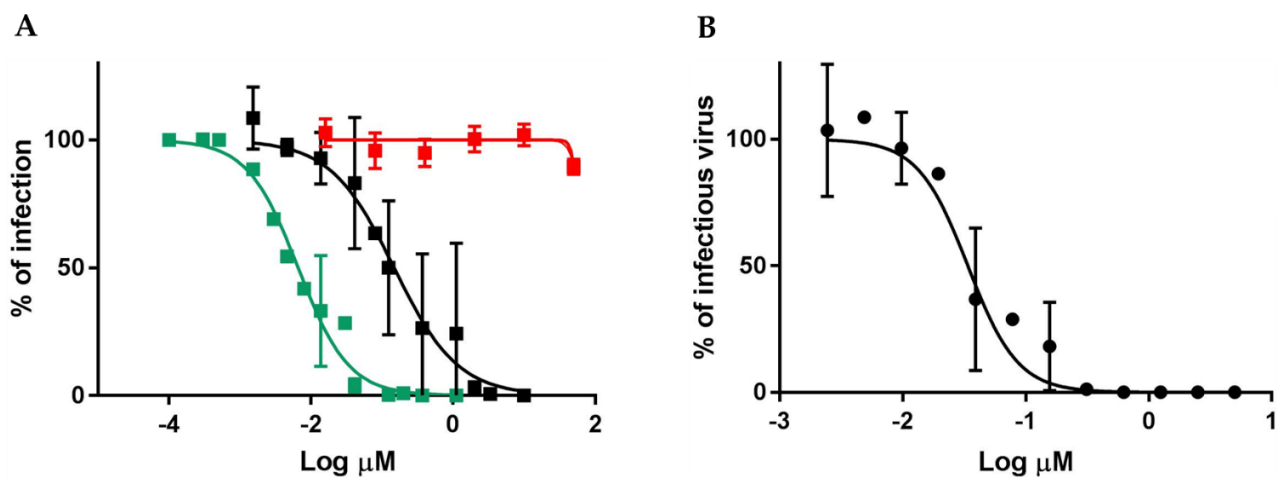 A
% of infection
100
50
0
-4 -2 0 2
Log μM
B
% of infectious virus
100
50
0
-3 -2 -1 0 1
Log μM